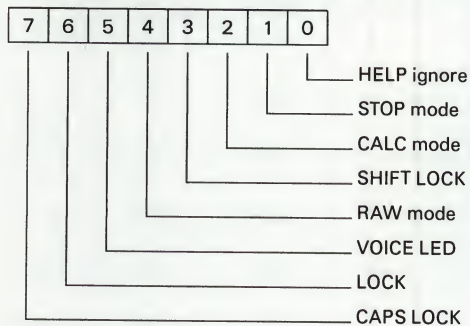 7 6 5 4 3 2 1 0
HELP ignore
STOP mode
CALC mode
SHIFT LOCK
RAW mode
VOICE LED
LOCK
CAPS LOCK